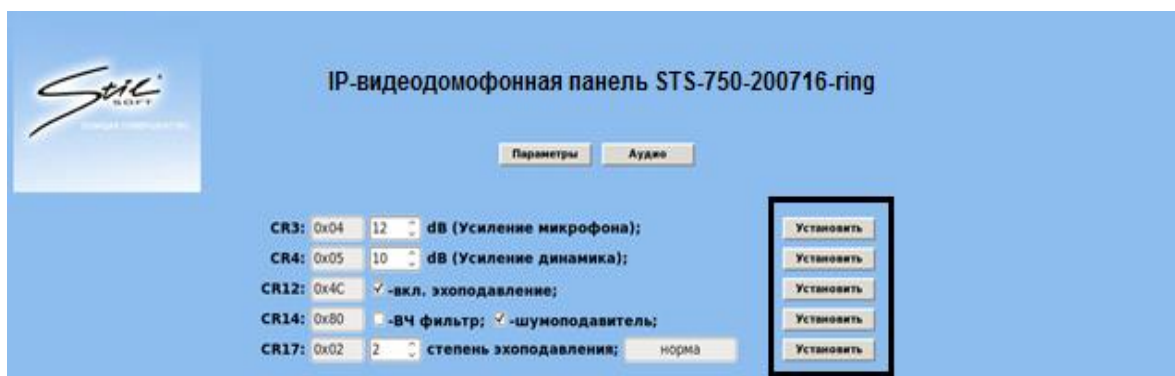 Stic
SOFT
IP-видеодомофонная панель STS-750-200716-ring
Параметры Аудио
CR3: 0x04 12 dB (Усиление микрофона); Установить
CR4: 0x05 10 dB (Усиление динамика); Установить
CR12: 0x4C -вкл. эхоподавление; Установить
CR14: 0x80 -ВЧ фильтр; -шумоподавитель; Установить
CR17: 0x02 2 степень эхоподавления; норма Установить